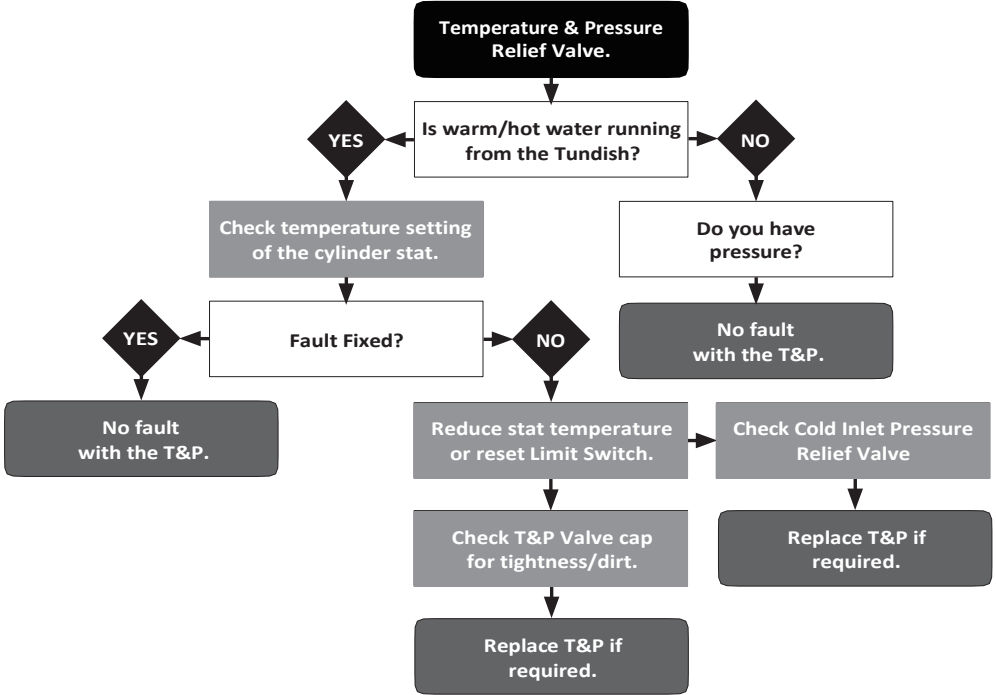 Temperature & Pressure
Relief Valve.
Is warm/hot water running
from the Tundish?
YES
NO
Check temperature setting
of the cylinder stat.
Do you have
pressure?
Fault Fixed?
YES
NO
No fault
with the T&P.
No fault
with the T&P.
Reduce stat temperature
or reset Limit Switch.
Check Cold Inlet Pressure
Relief Valve
Check T&P Valve cap
for tightness/dirt.
Replace T&P if
required.
Replace T&P if
required.